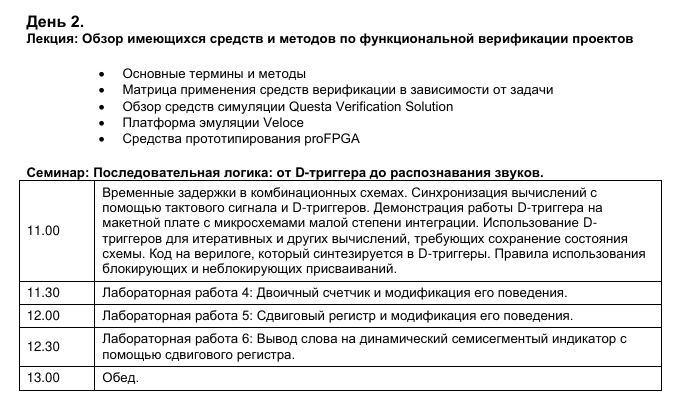 День 2.
Лекция: Обзор имеющихся средств и методов по функциональной верификации проектов
• Основные термины и методы
• Матрица применения средств верификации в зависимости от задачи
• Обзор средств симуляции Questa Verification Solution
• Платформа эмуляции Veloce
• Средства прототипирования proFPGA
Семинар: Последовательная логика: от D-триггера до распознавания звуков.
11.00
Временные задержки в комбинационных схемах. Синхронизация вычислений с
помощью тактового сигнала и D-триггеров. Демонстрация работы D-триггера на
макетной плате с микросхемами малой степени интеграции. Использование D-
триггеров для итеративных и других вычислений, требующих сохранение состояния
схемы. Код на верилоге, который синтезируется в D-триггеры. Правила использования
блокирующих и неблокирующих присваиваний.
11.30 Лабораторная работа 4: Двоичный счетчик и модификация его поведения.
12.00 Лабораторная работа 5: Сдвиговый регистр и модификация его поведения.
12.30
Лабораторная работа 6: Вывод слова на динамический семисегментый индикатор с
помощью сдвигового регистра.
13.00 Обед.